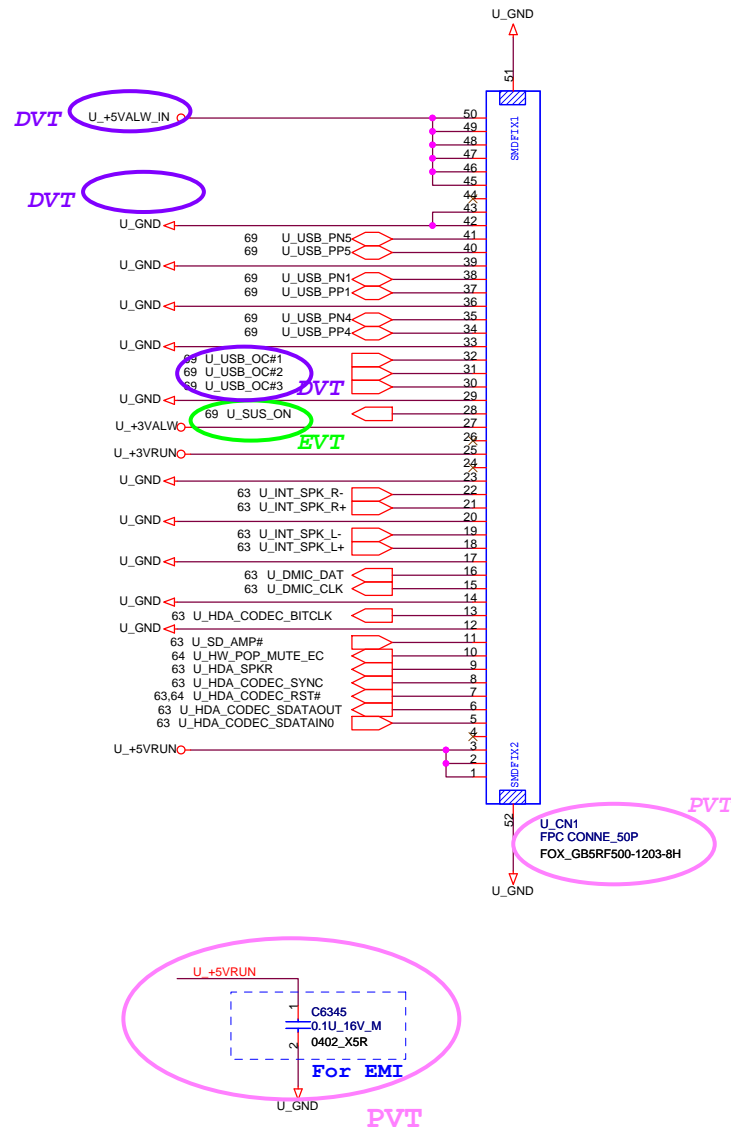 U_GND
51
SMDFIX1
DVT U_+5VALW_IN 50
49
48
47
46
45
DVT
44
43
U_GND 42
69 U_USB_PN5 41
69 U_USB_PP5 40
U_GND 39
69 U_USB_PN1 38
69 U_USB_PP1 37
U_GND 36
69 U_USB_PN4 35
69 U_USB_PP4 34
U_GND 33
69 U_USB_OC#1 32
69 U_USB_OC#2 31
69 U_USB_OC#3 DVT 30
U_GND 29
69 U_SUS_ON 28
U_+3VALW 27
EVT 26
U_+3VRUN 25
24
U_GND 23
63 U_INT_SPK_R- 22
63 U_INT_SPK_R+ 21
U_GND 20
63 U_INT_SPK_L- 19
63 U_INT_SPK_L+ 18
U_GND 17
63 U_DMIC_DAT 16
63 U_DMIC_CLK 15
U_GND 14
63 U_HDA_CODEC_BITCLK 13
U_GND 12
63 U_SD_AMP# 11
64 U_HW_POP_MUTE_EC 10
63 U_HDA_SPKR 9
63 U_HDA_CODEC_SYNC 8
63,64 U_HDA_CODEC_RST# 7
63 U_HDA_CODEC_SDATAOUT 6
63 U_HDA_CODEC_SDATAIN0 5
4
U_+5VRUN 3
2
1
SMDFIX2
52
PVT
U_CN1
FPC CONNE_50P
FOX_GB5RF500-1203-8H
U_GND
U_+5VRUN
1
C6345
0.1U_16V_M
0402_X5R
2
For EMI
U_GND
PVT